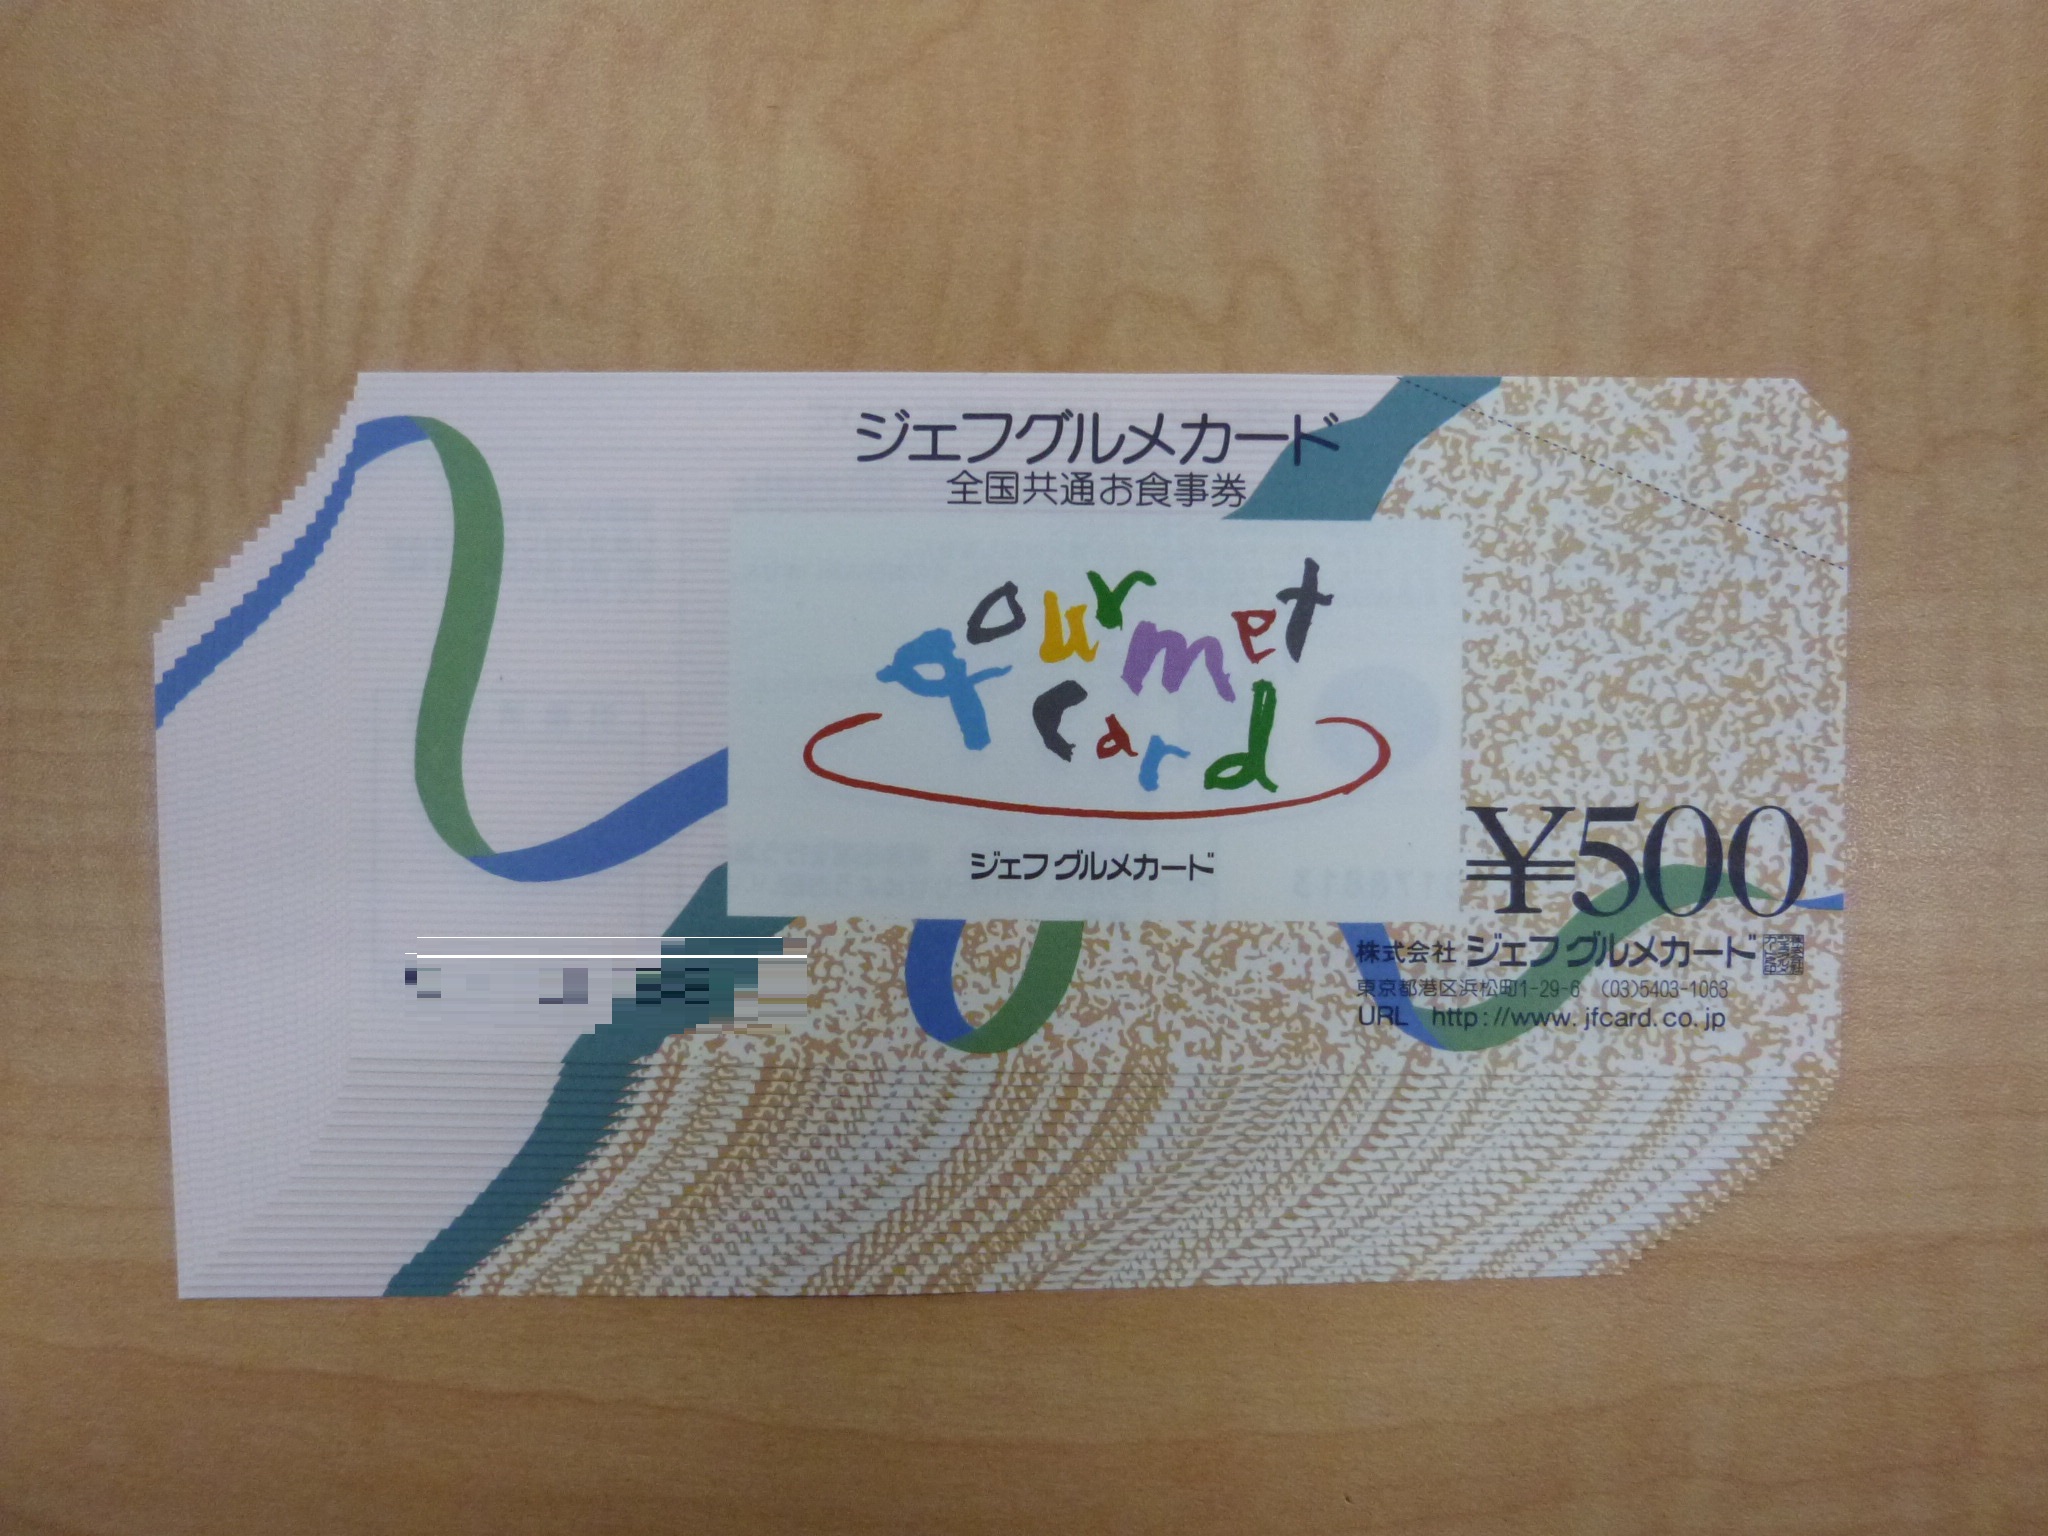 ジェフグルメカード
全国共通お食事券
gourmet
card
ジェフグルメカード
¥500
株式会社 ジェフグルメカード
東京都港区浜松町1-29-6 (03)5403-1063
URL http://www.jfcard.co.jp